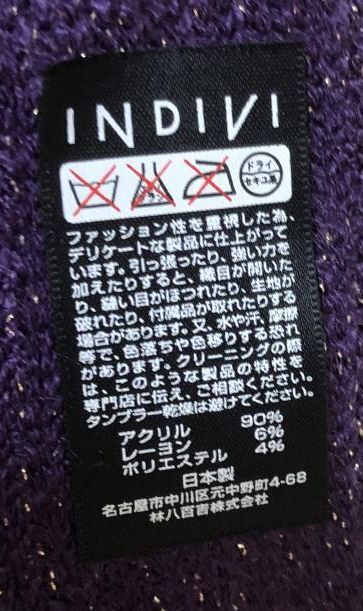 INDIVI
エンソ
サラシ
ドライ
セキユ系
ファッション性を重視した為、
デリケートな製品に仕上がって
います。引っ張ったり、強い力を
加えたりすると、織目が開いた
り、縫い目がほつれたり、生地が
破れたり、付属品が取れたりする
場合があります。又、水や汗、摩擦
等で、色落ちや色移りする恐れ
があります。クリーニングの際
は、このような製品の特性を
専門店に伝え、ご相談ください。
タンブラー乾燥は避けてください。
アクリル 90%
レーヨン 6%
ポリエステル 4%
日本製
名古屋市中川区元中野町4-68
林八百吉株式会社